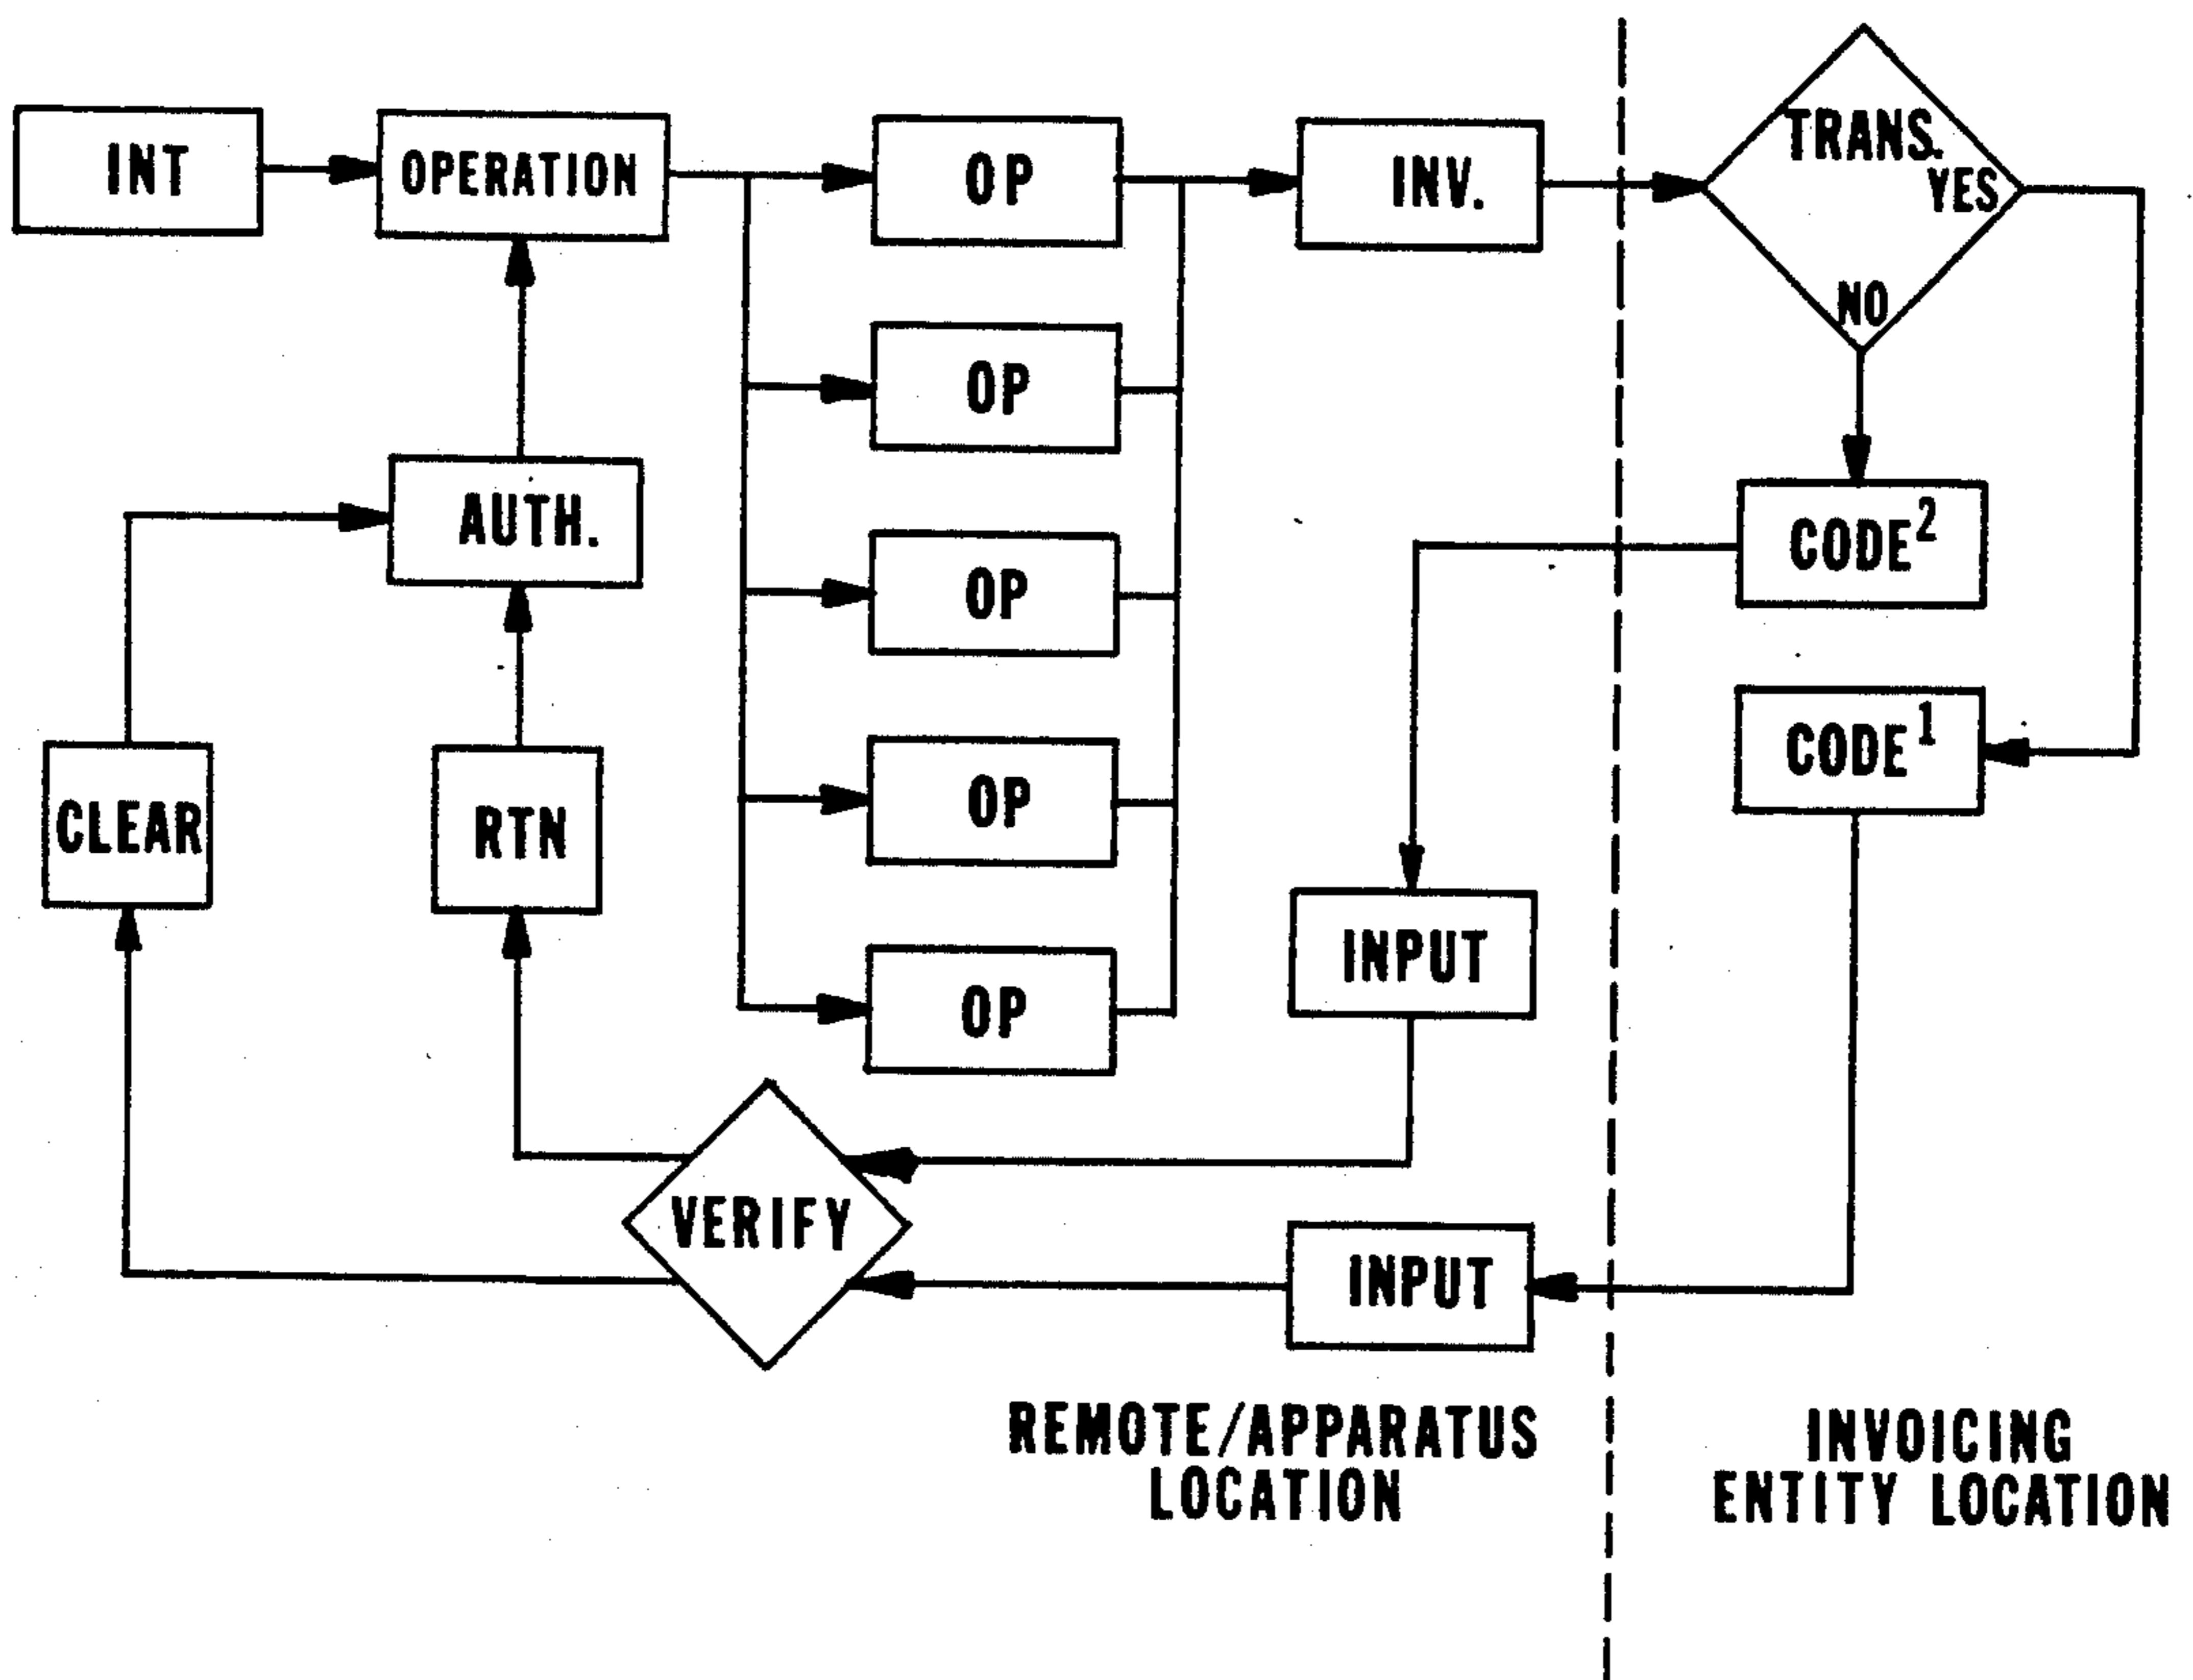 INT
OPERATION
OP
INV.
TRANS.
YES
NO
OP
AUTH.
OP
CODE²
CODE¹
CLEAR
RTN
OP
INPUT
OP
VERIFY
INPUT
REMOTE/APPARATUS
LOCATION
INVOICING
ENTITY LOCATION